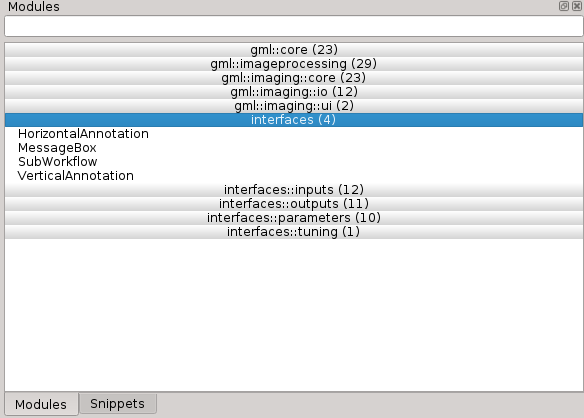 Modules
gml::core (23)
gml::imageprocessing (29)
gml::imaging::core (23)
gml::imaging::io (12)
gml::imaging::ui (2)
interfaces (4)
HorizontalAnnotation
MessageBox
SubWorkflow
VerticalAnnotation
interfaces::inputs (12)
interfaces::outputs (11)
interfaces::parameters (10)
interfaces::tuning (1)
Modules
Snippets